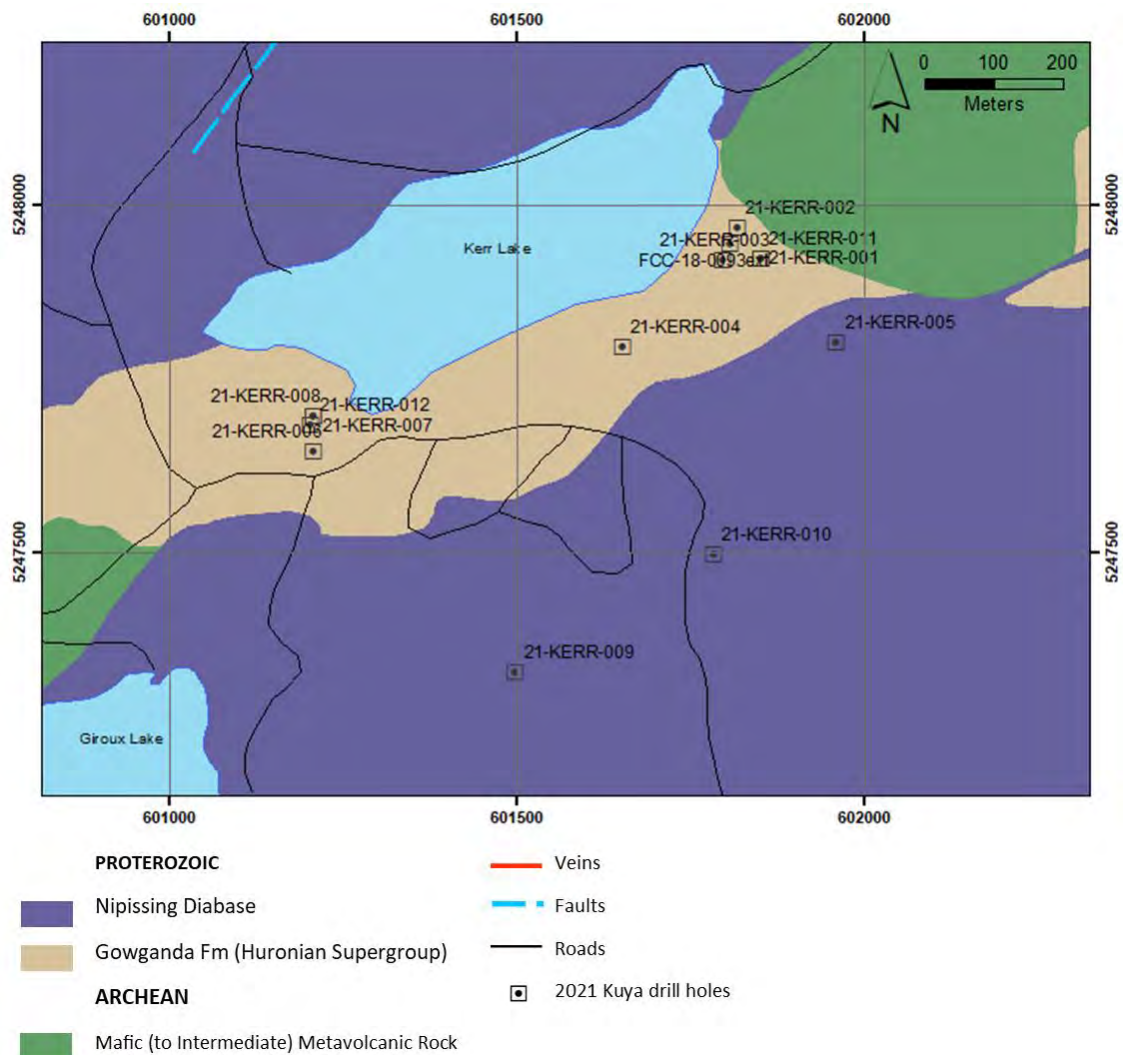 601000 601500 602000
0 100 200
Meters
N
5248000 5248000
21-KERR-002
Kerr Lake
21-KERR-003 21-KERR-011
FCC-18-0093ext 21-KERR-001
21-KERR-004 21-KERR-005
21-KERR-008
21-KERR-012
21-KERR-007
21-KERR-006
5247500 5247500
21-KERR-010
21-KERR-009
Giroux Lake
601000 601500 602000
PROTEROZOIC
Nipissing Diabase
Gowganda Fm (Huronian Supergroup)
ARCHEAN
Mafic (to Intermediate) Metavolcanic Rock
Veins
Faults
Roads
2021 Kuya drill holes